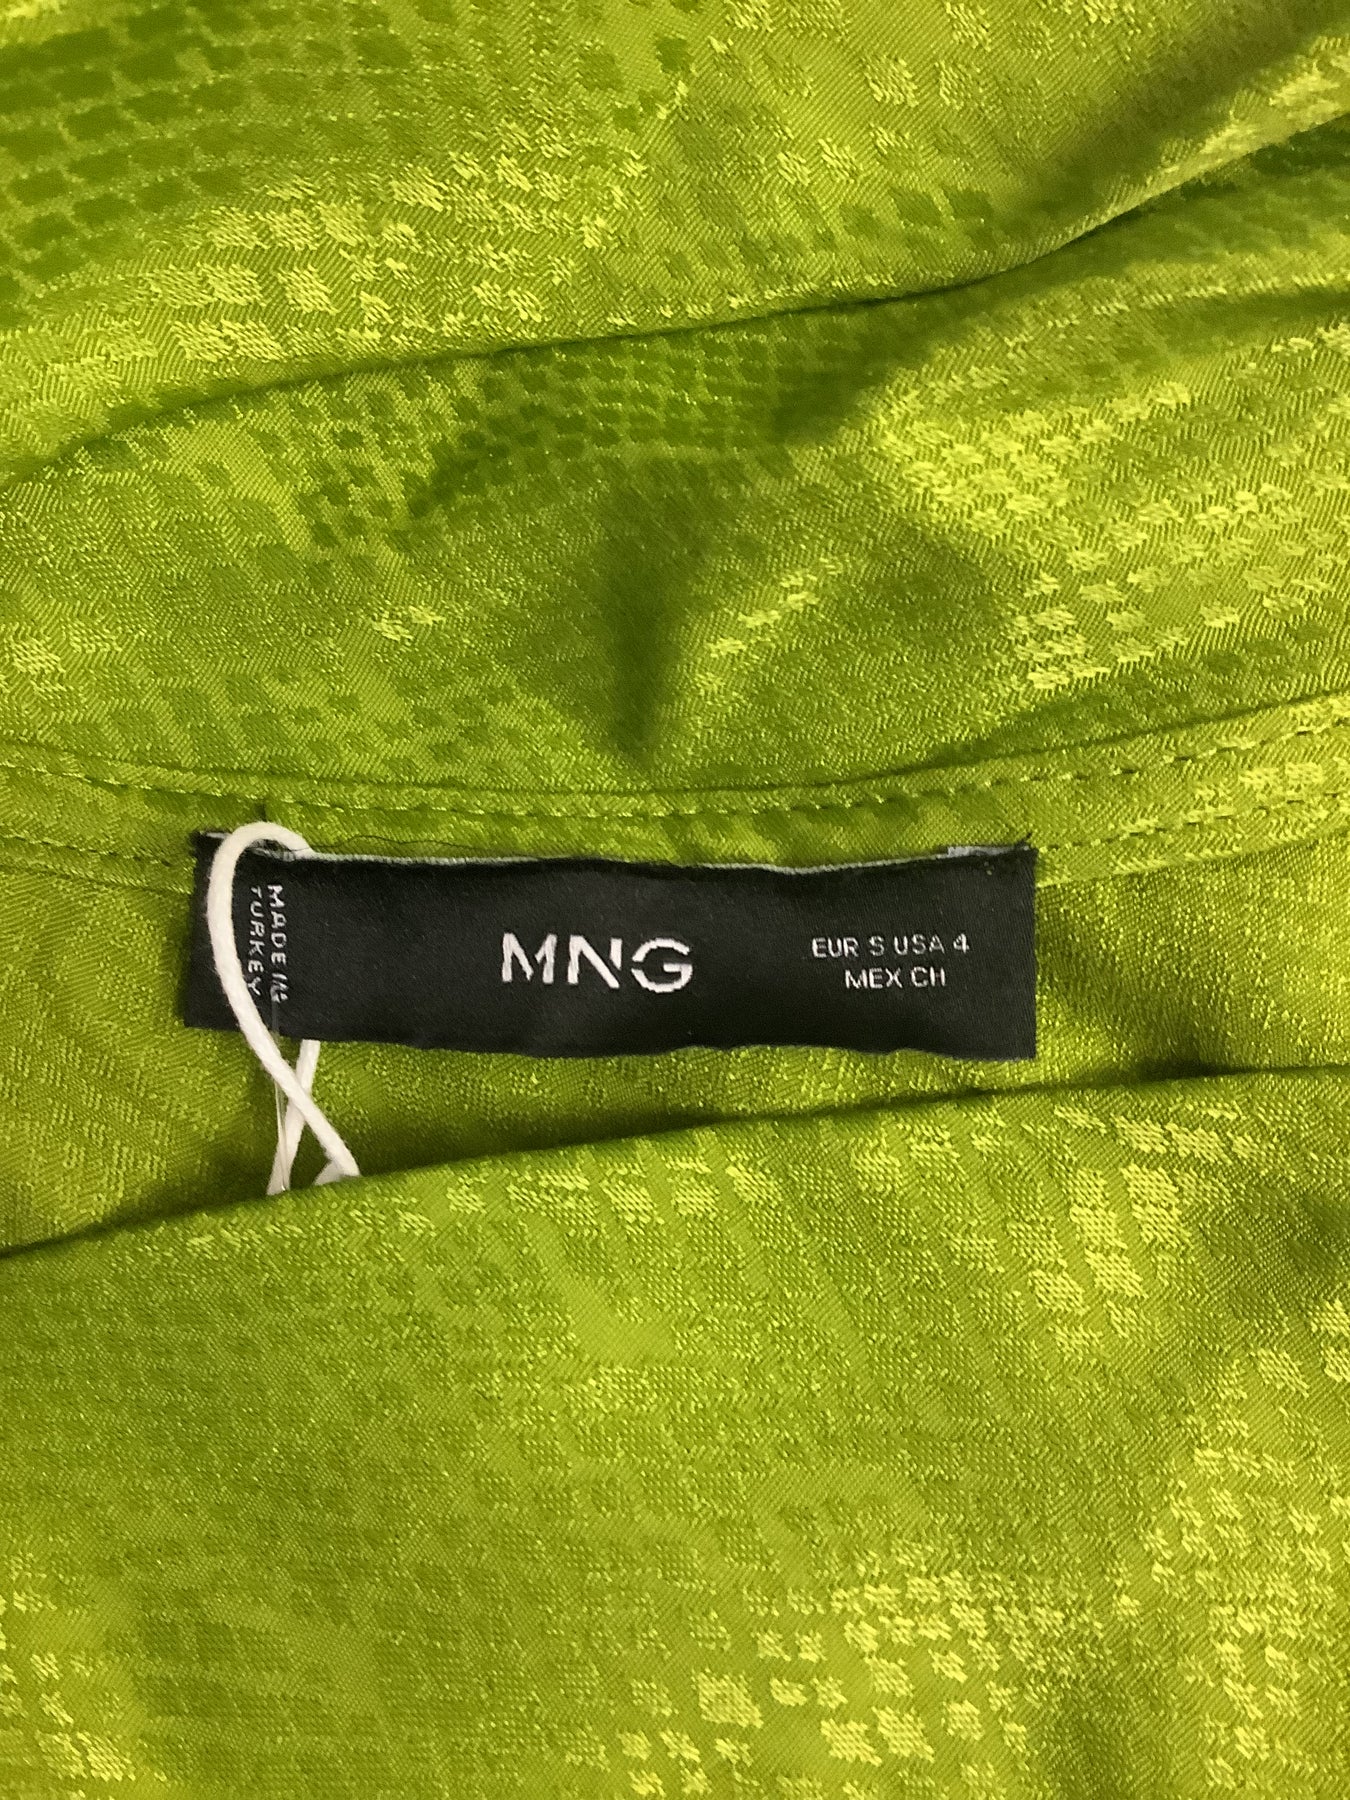 MADE IN
TURKEY
MNG
EUR S USA 4
MEX CH